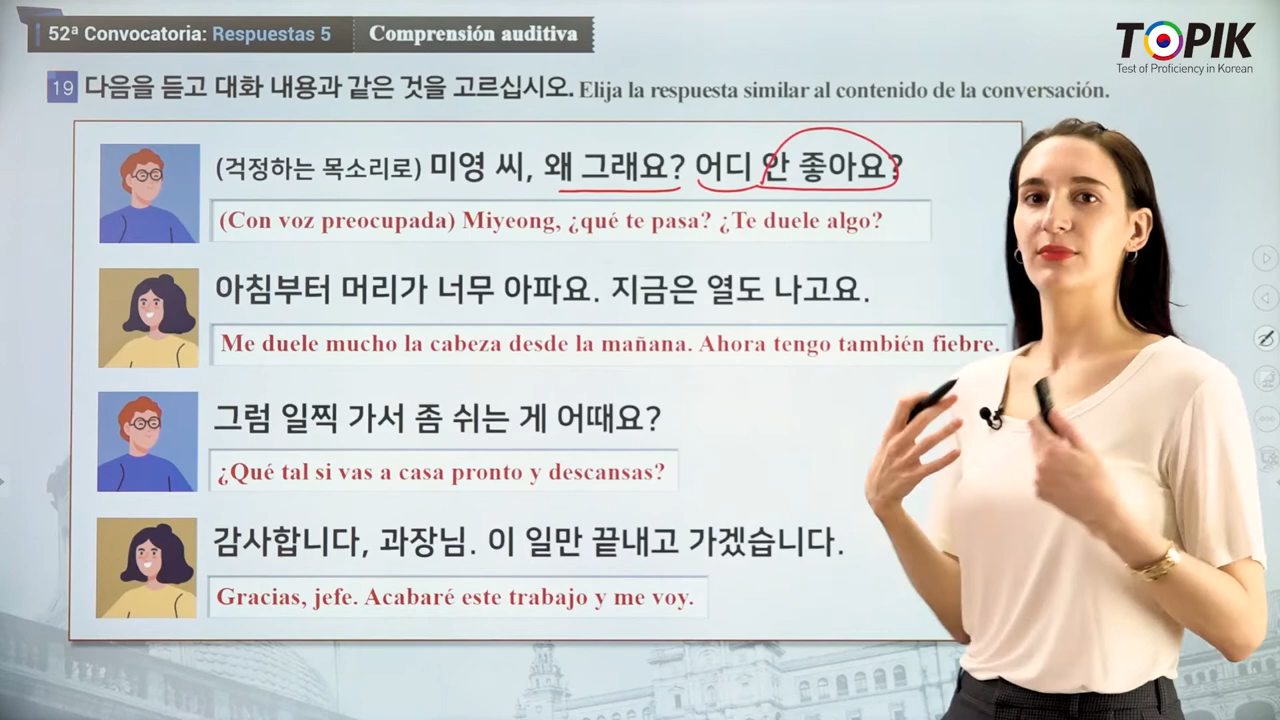 52ª Convocatoria: Respuestas 5 Comprensión auditiva
TOPIK
Test of Proficiency in Korean
19 다음을 듣고 대화 내용과 같은 것을 고르십시오. Elija la respuesta similar al contenido de la conversación.
(걱정하는 목소리로) 미영 씨, 왜 그래요? 어디 안 좋아요?
(Con voz preocupada) Miyeong, ¿qué te pasa? ¿Te duele algo?
아침부터 머리가 너무 아파요. 지금은 열도 나고요.
Me duele mucho la cabeza desde la mañana. Ahora tengo también fiebre.
그럼 일찍 가서 좀 쉬는 게 어때요?
¿Qué tal si vas a casa pronto y descansas?
감사합니다, 과장님. 이 일만 끝내고 가겠습니다.
Gracias, jefe. Acabaré este trabajo y me voy.